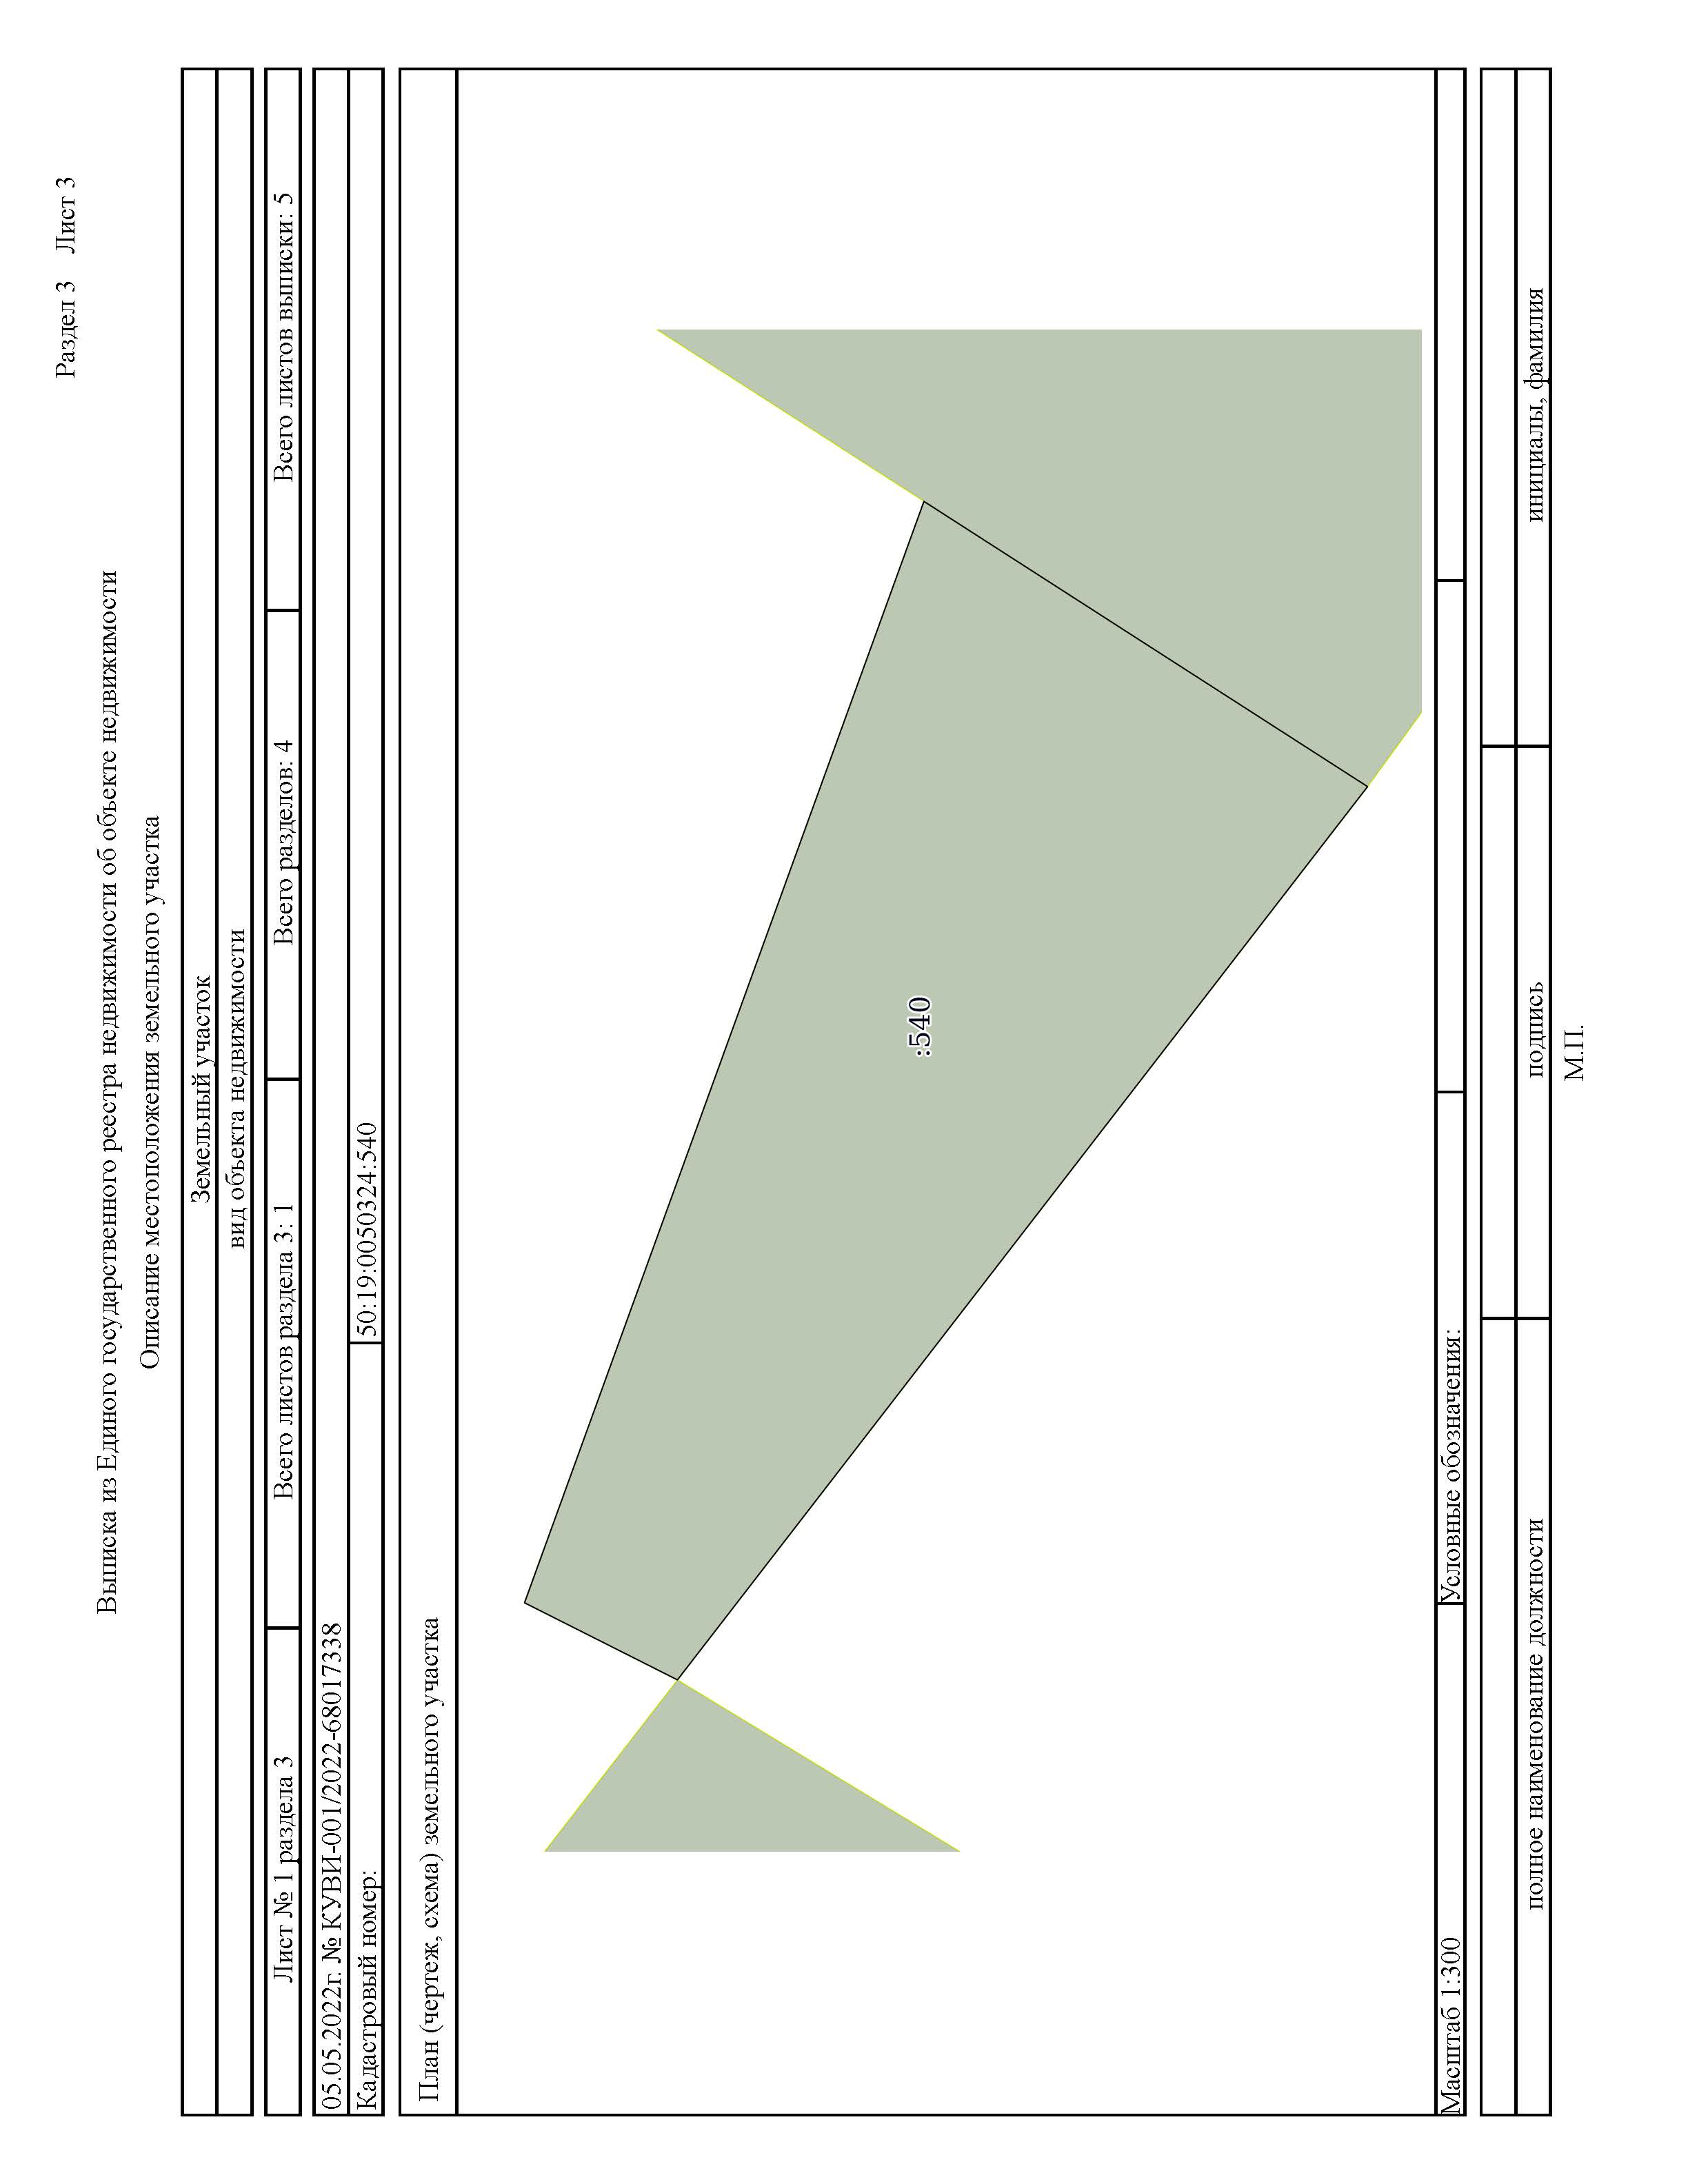 Раздел 3 Лист 3
Выписка из Единого государственного реестра недвижимости об объекте недвижимости
Описание местоположения земельного участка
Земельный участок
вид объекта недвижимости
Лист № 1 раздела 3 Всего листов раздела 3: 1 Всего разделов: 4 Всего листов выписки: 5
05.05.2022г. № КУВИ-001/2022-68017338
Кадастровый номер: 50:19:0050324:540
План (чертеж, схема) земельного участка
:540
Масштаб 1:300 Условные обозначения:
полное наименование должности подпись инициалы, фамилия
М.П.